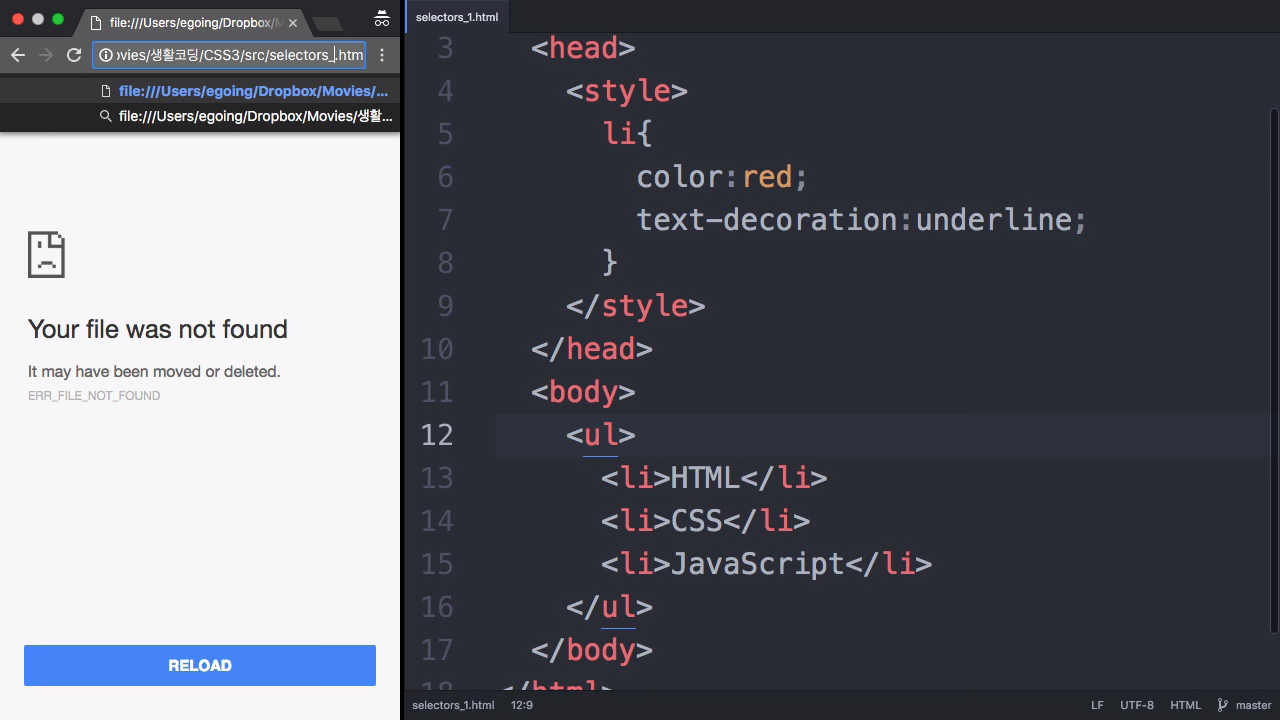 file:///Users/egoing/Dropbox/M
ovies/생활코딩/CSS3/src/selectors_.htm
file:///Users/egoing/Dropbox/Movies/...
file:///Users/egoing/Dropbox/Movies/생활...
Your file was not found
It may have been moved or deleted.
ERR_FILE_NOT_FOUND
RELOAD
selectors_1.html
3 <head>
4 <style>
5 li{
6 color:red;
7 text-decoration:underline;
8 }
9 </style>
10 </head>
11 <body>
12 <ul>
13 <li>HTML</li>
14 <li>CSS</li>
15 <li>JavaScript</li>
16 </ul>
17 </body>
18 </html>
selectors_1.html 12:9 LF UTF-8 HTML master